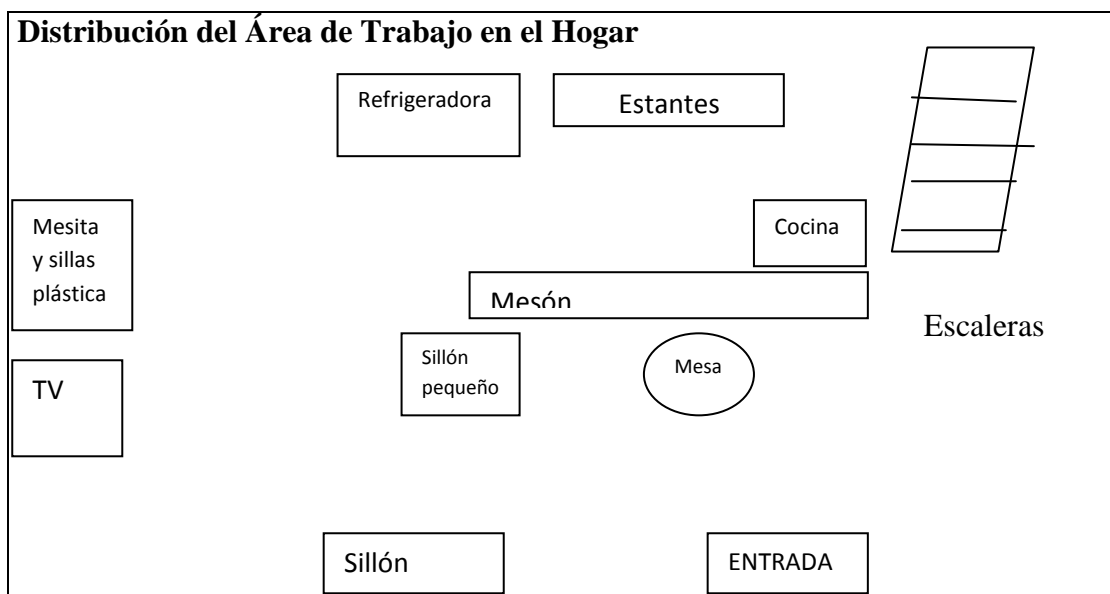 Distribución del Área de Trabajo en el Hogar
Refrigeradora
Estantes
Mesita
y sillas
plástica
Cocina
Mesón
Escaleras
Sillón
pequeño
Mesa
TV
Sillón
ENTRADA